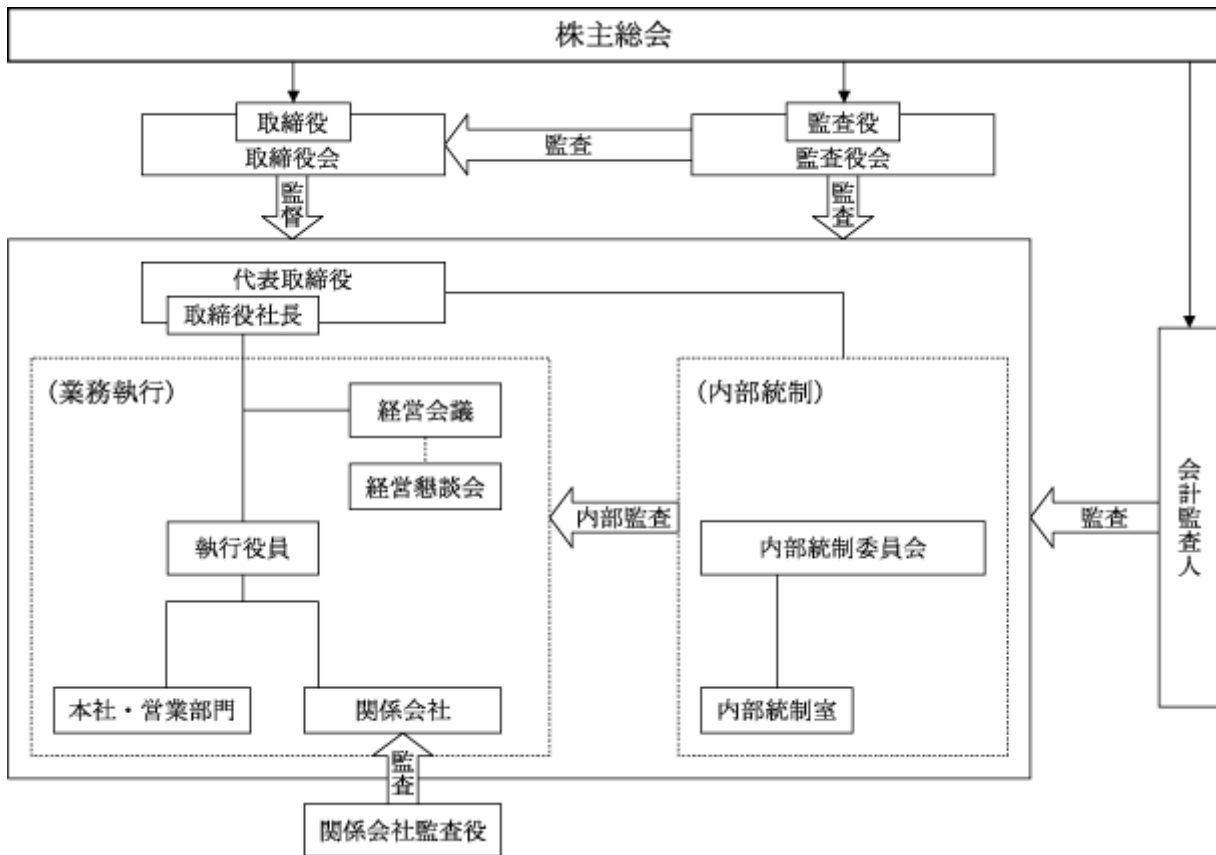 株主総会
取締役
取締役会
監査
監査役
監査役会
監督
監査
代表取締役
取締役社長
(業務執行)
経営会議
経営懇談会
執行役員
本社・営業部門
関係会社
内部監査
(内部統制)
内部統制委員会
内部統制室
監査
会計監査人
監査
関係会社監査役